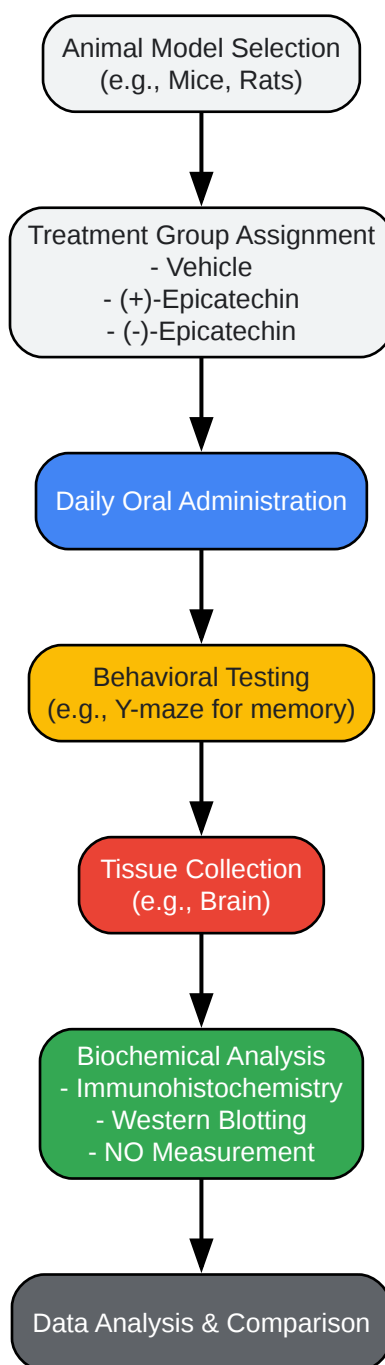 Animal Model Selection
(e.g., Mice, Rats)
Treatment Group Assignment
- Vehicle
- (+)-Epicatechin
- (-)-Epicatechin
Daily Oral Administration
Behavioral Testing
(e.g., Y-maze for memory)
Tissue Collection
(e.g., Brain)
Biochemical Analysis
- Immunohistochemistry
- Western Blotting
- NO Measurement
Data Analysis & Comparison